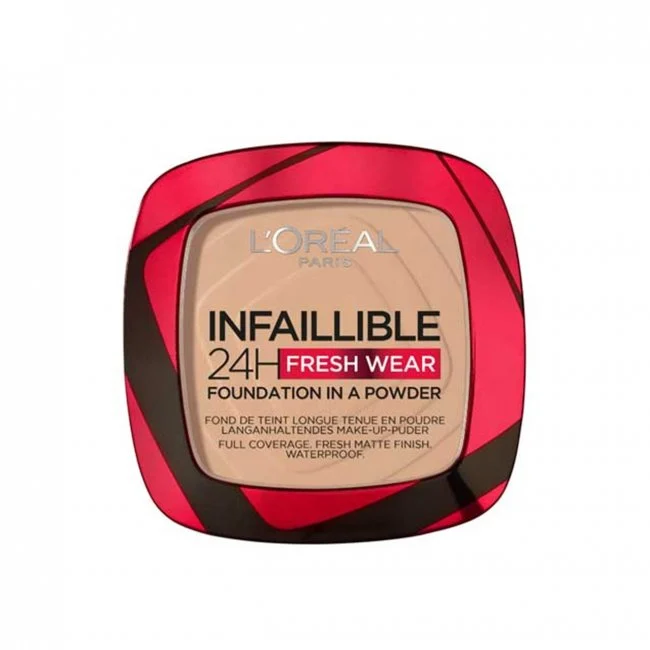 L'ORÉAL
PARIS
INFAILLIBLE
24H FRESH WEAR
FOUNDATION IN A POWDER
FOND DE TEINT LONGUE TENUE EN POUDRE
LANGANHALTENDES MAKE-UP-PUDER
FULL COVERAGE. FRESH MATTE FINISH.
WATERPROOF.